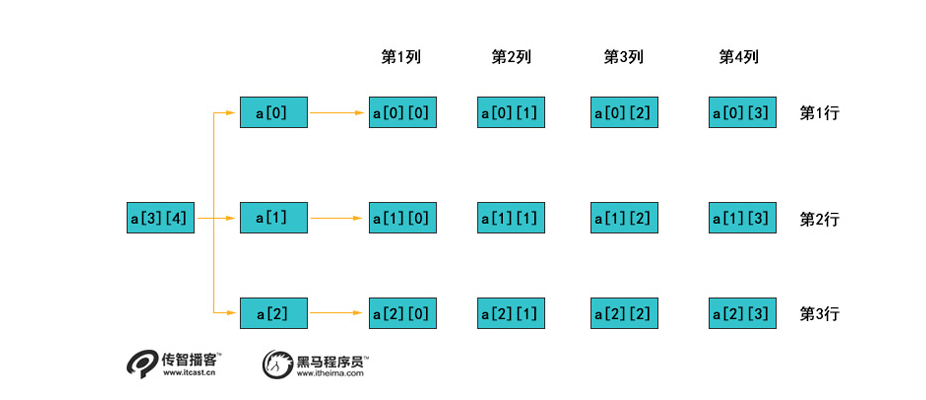 第1列 第2列 第3列 第4列
a[0] a[0][0] a[0][1] a[0][2] a[0][3] 第1行
a[3][4] a[1] a[1][0] a[1][1] a[1][2] a[1][3] 第2行
a[2] a[2][0] a[2][1] a[2][2] a[2][3] 第3行
传智播客™ 黑马程序员™
www.itcast.cn www.itheima.com